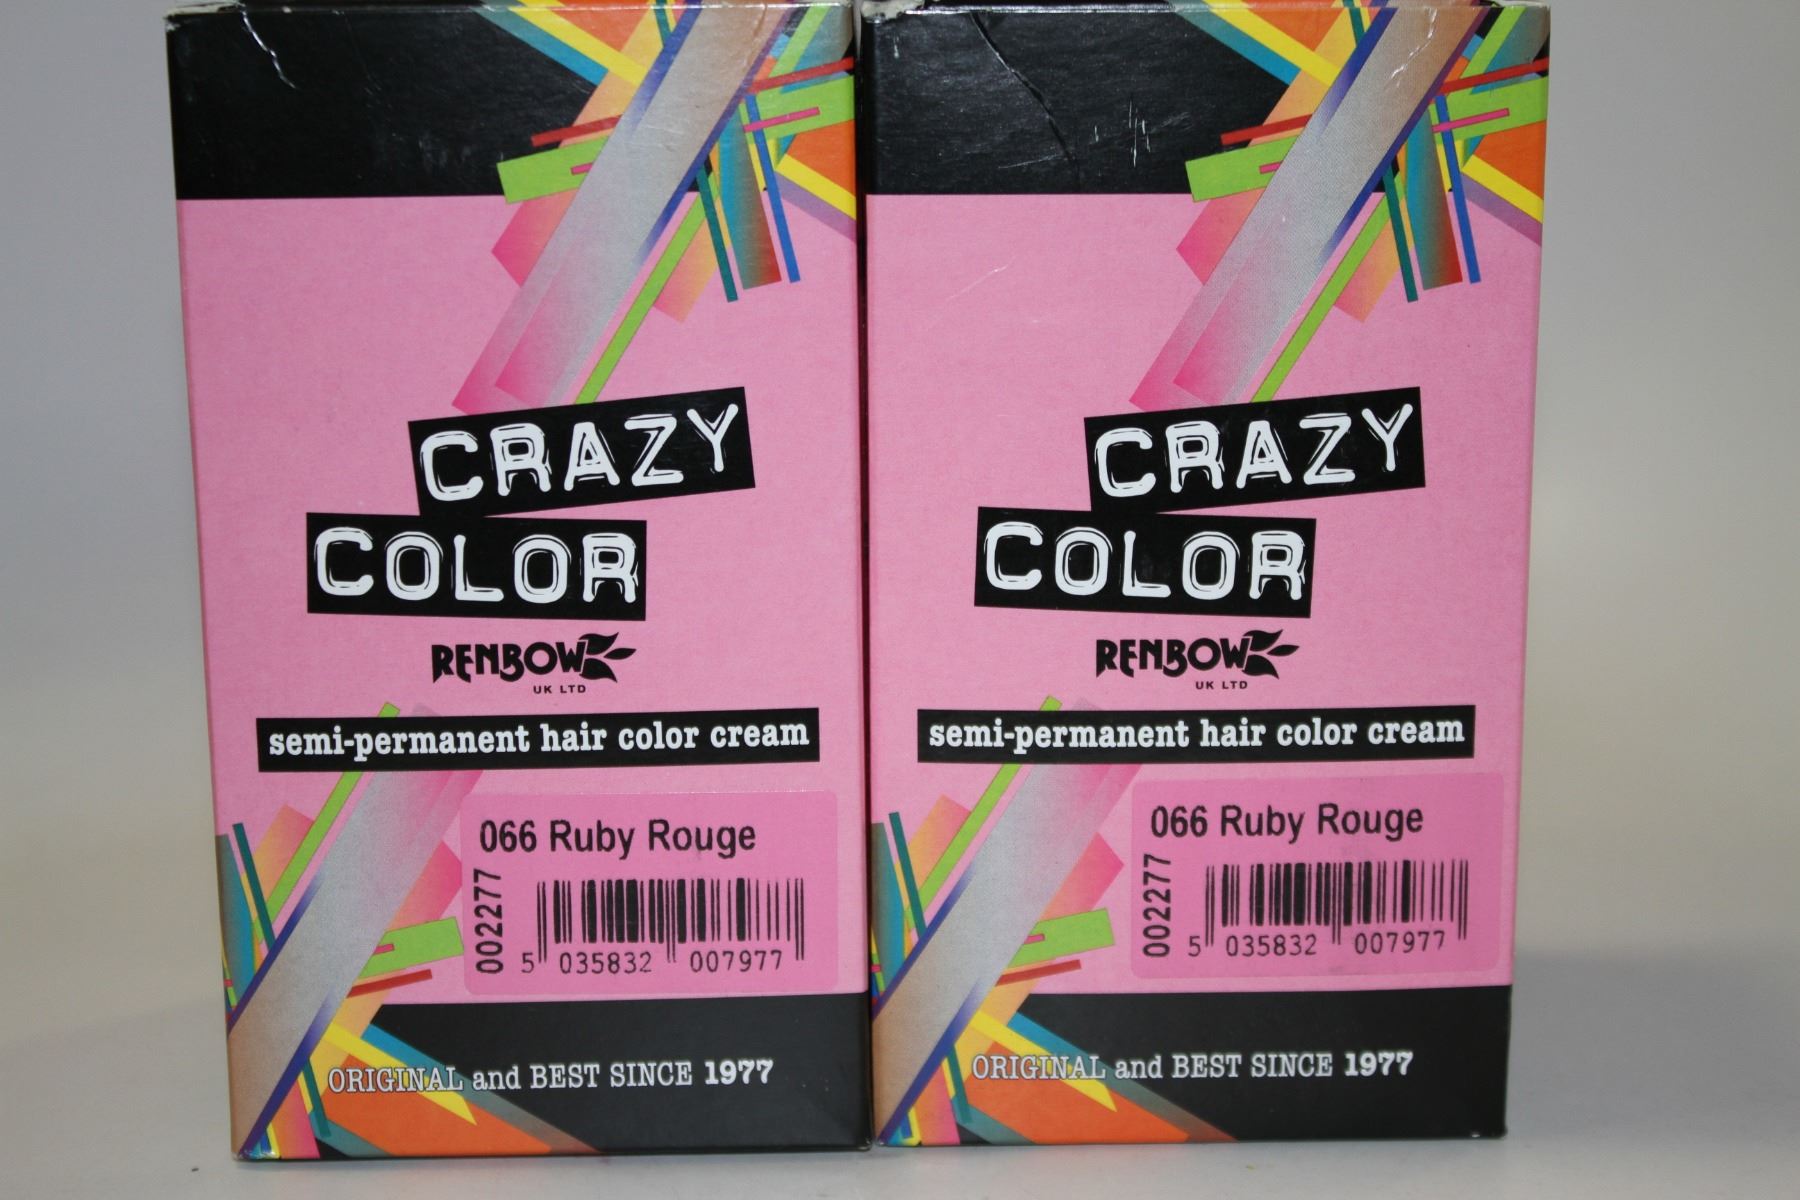 CRAZY
COLOR
RENBOW
UK LTD
semi-permanent hair color cream
066 Ruby Rouge
002277
5 035832 007977
ORIGINAL and BEST SINCE 1977
CRAZY
COLOR
RENBOW
UK LTD
semi-permanent hair color cream
066 Ruby Rouge
002277
5 035832 007977
ORIGINAL and BEST SINCE 1977